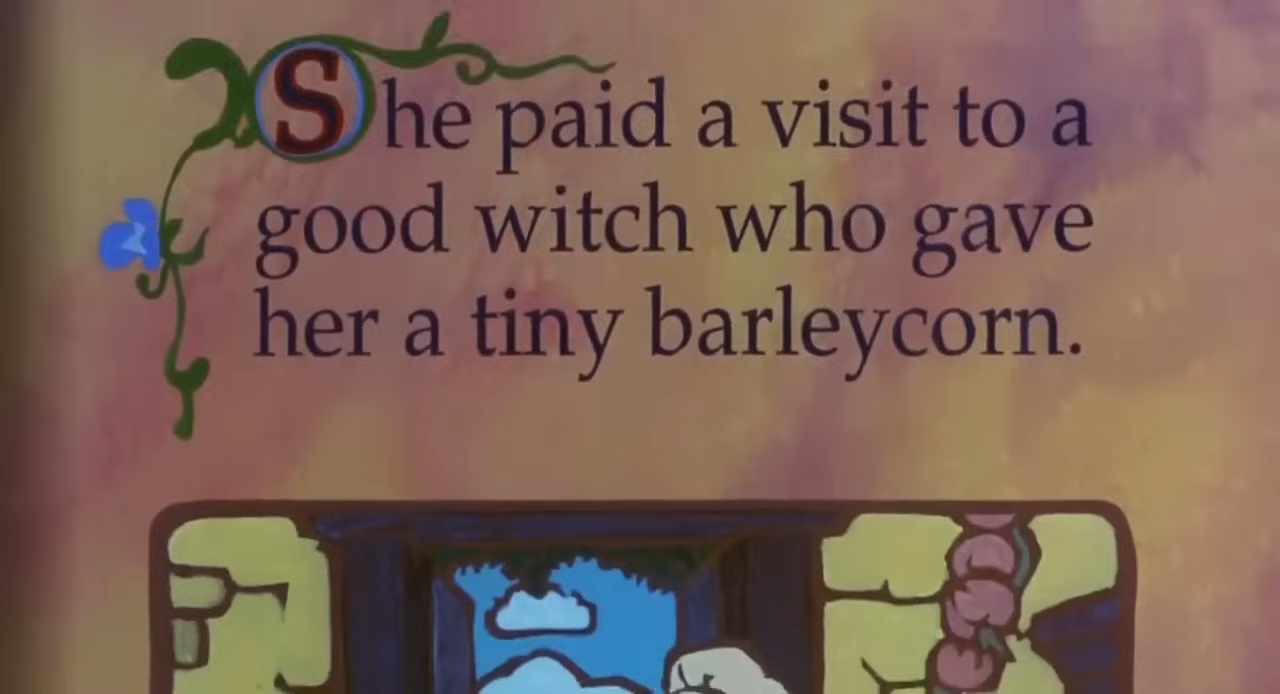 She paid a visit to a
good witch who gave
her a tiny barleycorn.